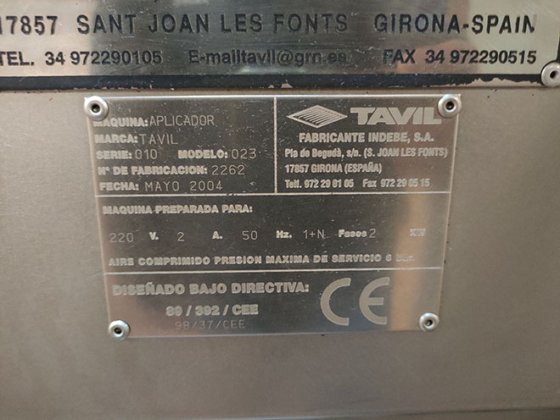 17857 SANT JOAN LES FONTS GIRONA-SPAIN
TEL. 34 972290105 E-mailtavil@grn.es FAX 34 972290515
MAQUINA: APLICADOR
MARCA: TAVIL
SERIE: 010 MODELO: 023
Nº DE FABRICACION: 2262
FECHA: MAYO 2004
TAVIL
FABRICANTE INDEBE, S.A.
Pla de Begudà, s/n. (S. JOAN LES FONTS)
17857 GIRONA (ESPAÑA)
Telf. 972 29 01 05 Fax 972 29 05 15
MAQUINA PREPARADA PARA:
220 V. 2 A. 50 Hz. 1+N Fases 2 KW
AIRE COMPRIMIDO PRESION MAXIMA DE SERVICIO 6 Bar.
DISEÑADO BAJO DIRECTIVA:
89/392/CEE
98/37/CEE
CE